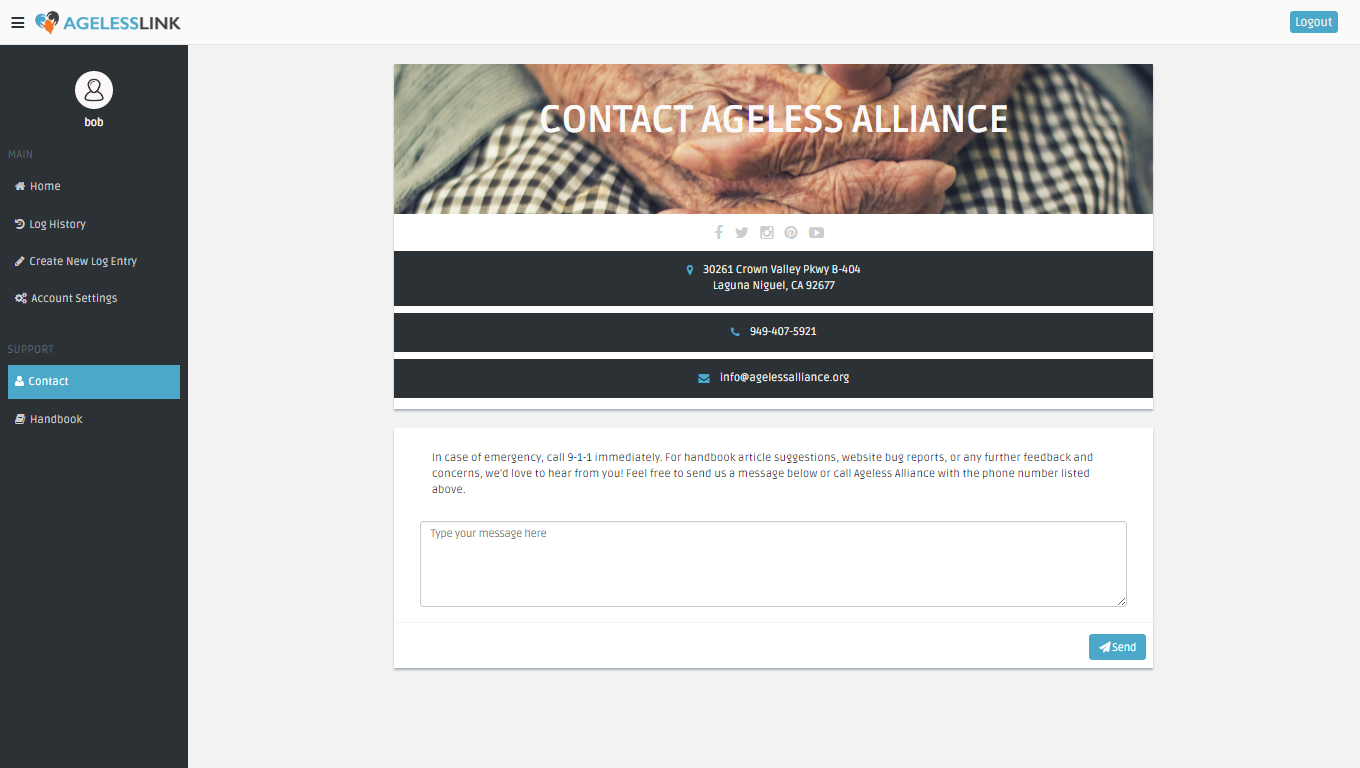 AGELESSLINK
Logout
bob
MAIN
Home
Log History
Create New Log Entry
Account Settings
SUPPORT
Contact
Handbook
CONTACT AGELESS ALLIANCE
30261 Crown Valley Pkwy B-404
Laguna Niguel, CA 92677
949-407-5921
info@agelessalliance.org
In case of emergency, call 9-1-1 immediately. For handbook article suggestions, website bug reports, or any further feedback and
concerns, we'd love to hear from you! Feel free to send us a message below or call Ageless Alliance with the phone number listed
above.
Type your message here
Send